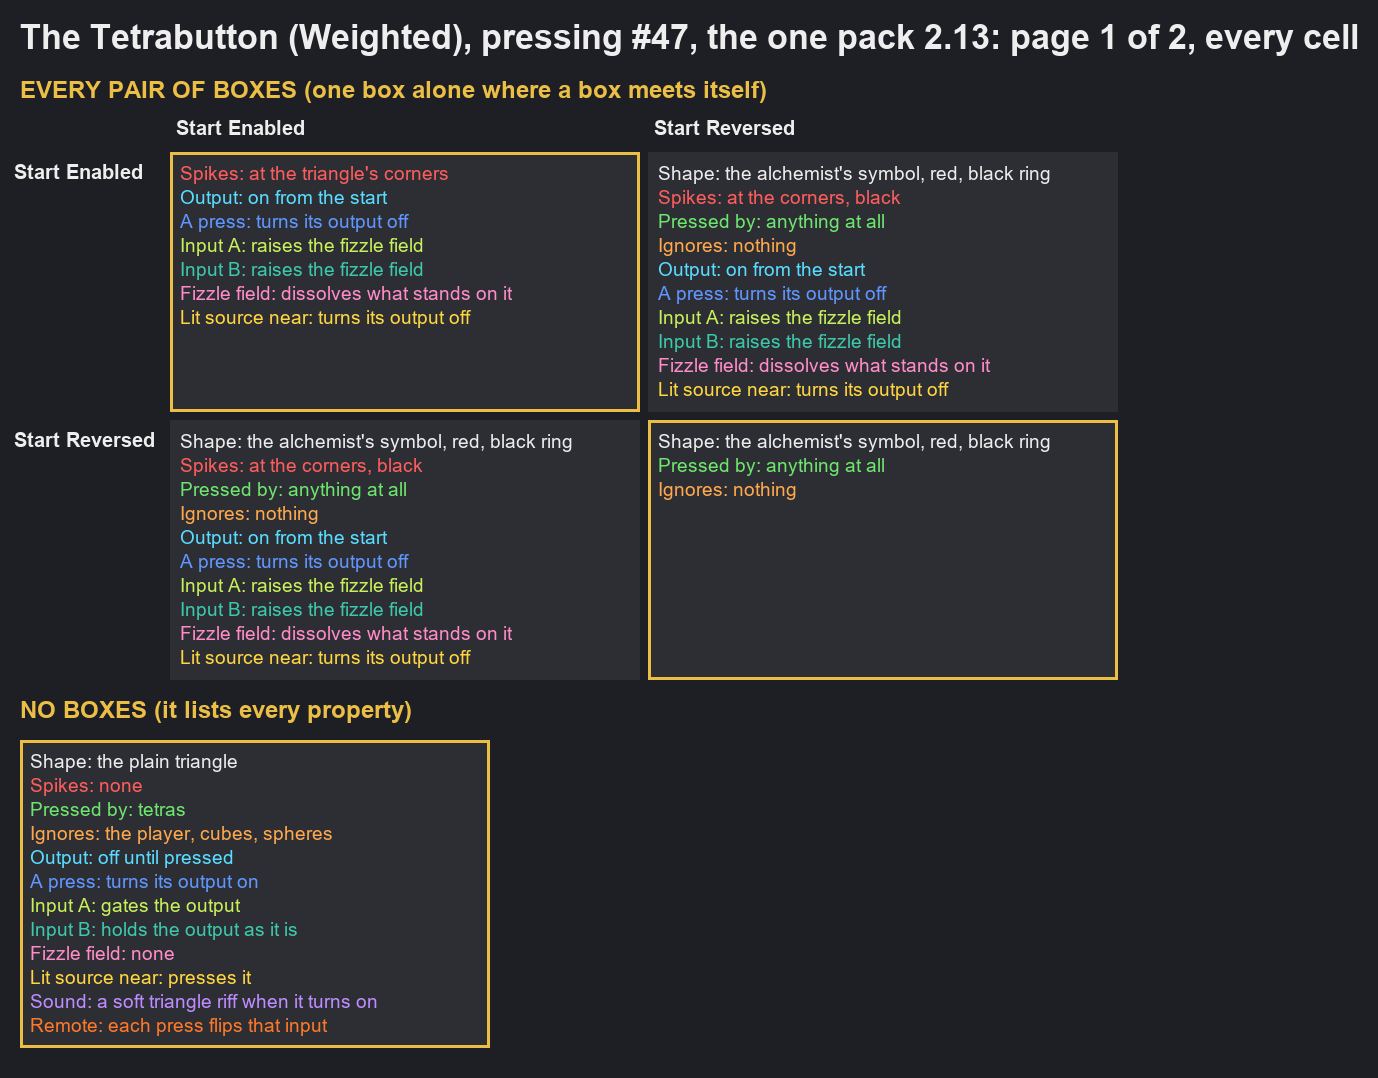 The Tetrabutton (Weighted), pressing #47, the one pack 2.13: page 1 of 2, every cell
EVERY PAIR OF BOXES (one box alone where a box meets itself)
Start Enabled
Start Reversed
Start Enabled
Spikes: at the triangle's corners
Output: on from the start
A press: turns its output off
Input A: raises the fizzle field
Input B: raises the fizzle field
Fizzle field: dissolves what stands on it
Lit source near: turns its output off
Shape: the alchemist's symbol, red, black ring
Spikes: at the corners, black
Pressed by: anything at all
Ignores: nothing
Output: on from the start
A press: turns its output off
Input A: raises the fizzle field
Input B: raises the fizzle field
Fizzle field: dissolves what stands on it
Lit source near: turns its output off
Start Reversed
Shape: the alchemist's symbol, red, black ring
Spikes: at the corners, black
Pressed by: anything at all
Ignores: nothing
Output: on from the start
A press: turns its output off
Input A: raises the fizzle field
Input B: raises the fizzle field
Fizzle field: dissolves what stands on it
Lit source near: turns its output off
Shape: the alchemist's symbol, red, black ring
Pressed by: anything at all
Ignores: nothing
NO BOXES (it lists every property)
Shape: the plain triangle
Spikes: none
Pressed by: tetras
Ignores: the player, cubes, spheres
Output: off until pressed
A press: turns its output on
Input A: gates the output
Input B: holds the output as it is
Fizzle field: none
Lit source near: presses it
Sound: a soft triangle riff when it turns on
Remote: each press flips that input